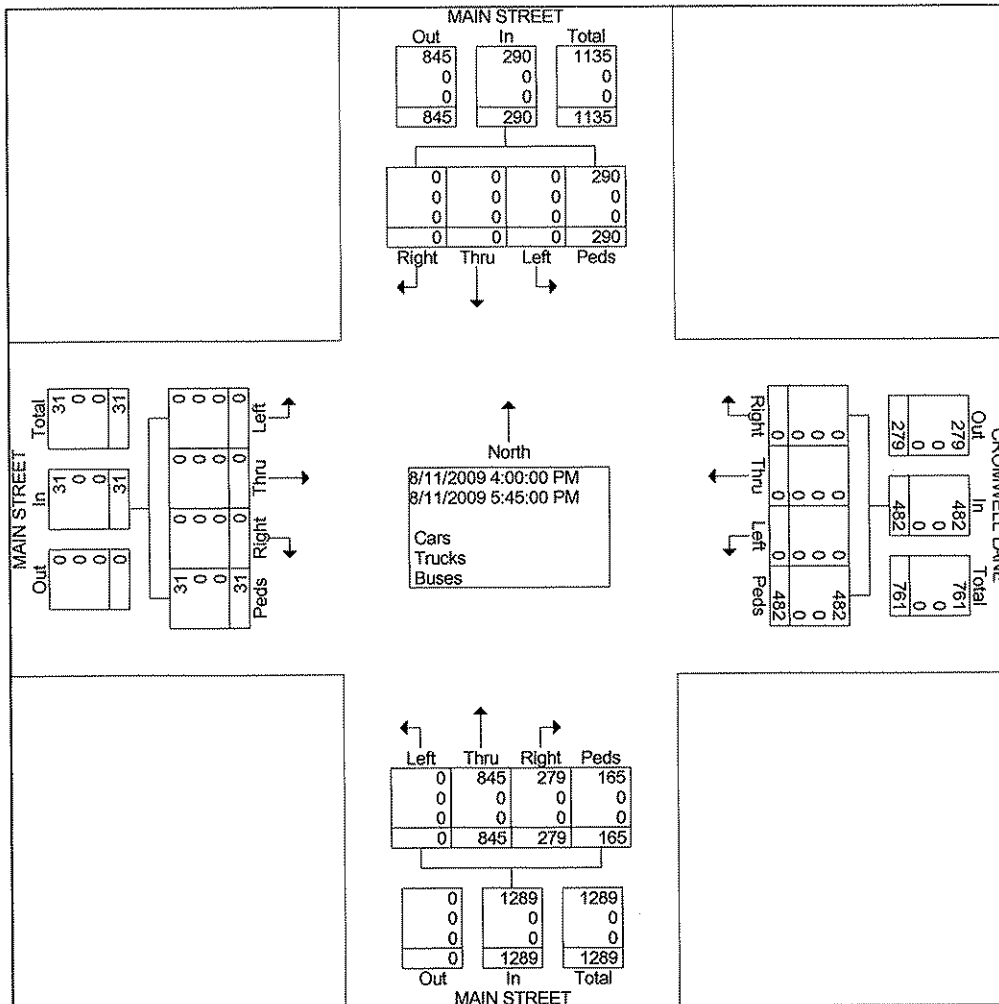 MAIN STREET
Out In Total
845 290 1135
0 0 0
0 0 0
845 290 1135
0 0 0 290
0 0 0 0
0 0 0 0
0 0 0 290
Right Thru Left Peds
MAIN STREET
Total In Out
31 31 0
0 0 0
0 0 0
31 31 0
Left Thru Right Peds
0 0 0 31
0 0 0 0
0 0 0 0
0 0 0 31
North
8/11/2009 4:00:00 PM
8/11/2009 5:45:00 PM
Cars
Trucks
Buses
Right Thru Left Peds
0 0 0 482
0 0 0 0
0 0 0 0
0 0 0 482
CROMWELL LANE
Out In Total
279 482 761
0 0 0
0 0 0
279 482 761
Left Thru Right Peds
0 845 279 165
0 0 0 0
0 0 0 0
0 845 279 165
0 1289 1289
0 0 0
0 0 0
0 1289 1289
Out In Total
MAIN STREET